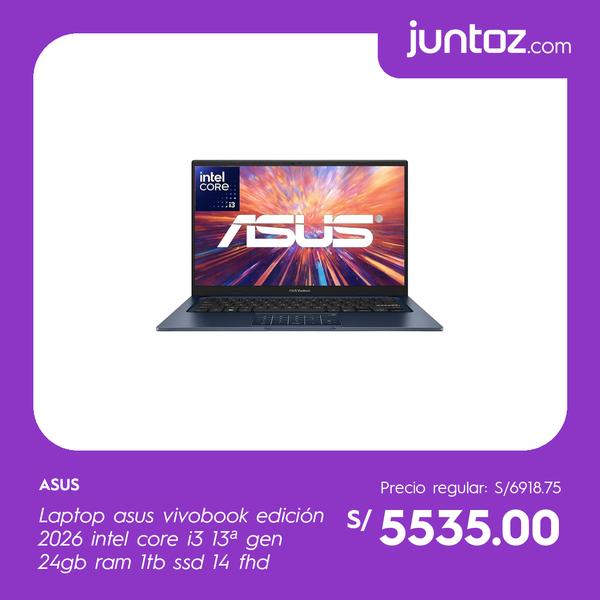 juntoz.com
intel
CORE
i3
ASUS
ASUS
Laptop asus vivobook edición
2026 intel core i3 13ª gen
24gb ram 1tb ssd 14 fhd
Precio regular: S/6918.75
S/ 5535.00